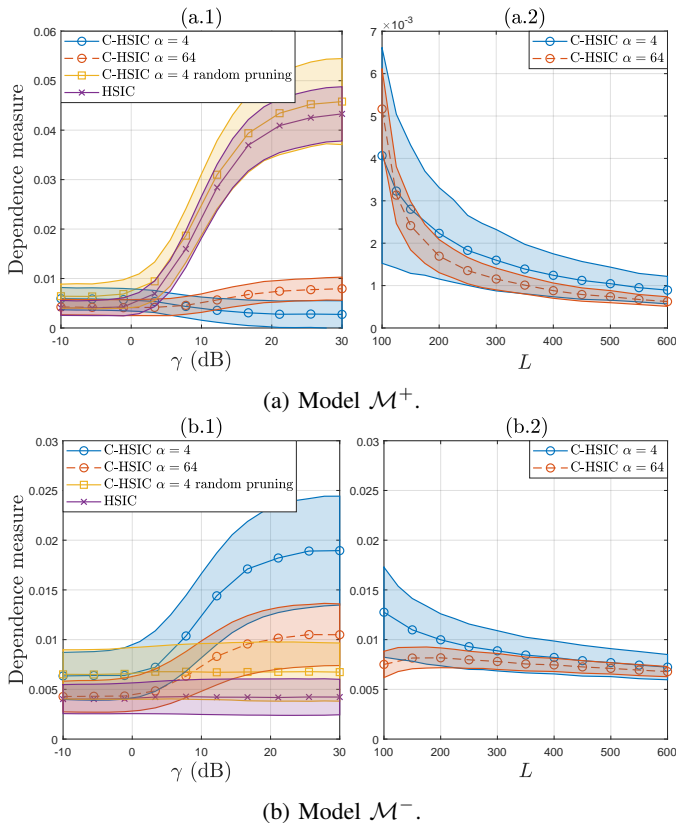 (a.1)
(a.2)
0.06
0.05
0.04
0.03
0.02
0.01
0
Dependence measure
C-HSIC α = 4
C-HSIC α = 64
C-HSIC α = 4 random pruning
HSIC
-10 0 10 20 30
γ (dB)
7 ×10⁻³
6
5
4
3
2
1
0
C-HSIC α = 4
C-HSIC α = 64
100 200 300 400 500 600
L
(a) Model ℳ⁺.
(b.1)
(b.2)
0.03
0.025
0.02
0.015
0.01
0.005
0
Dependence measure
C-HSIC α = 4
C-HSIC α = 64
C-HSIC α = 4 random pruning
HSIC
-10 0 10 20 30
γ (dB)
0.03
0.025
0.02
0.015
0.01
0.005
0
C-HSIC α = 4
C-HSIC α = 64
100 200 300 400 500 600
L
(b) Model ℳ⁻.